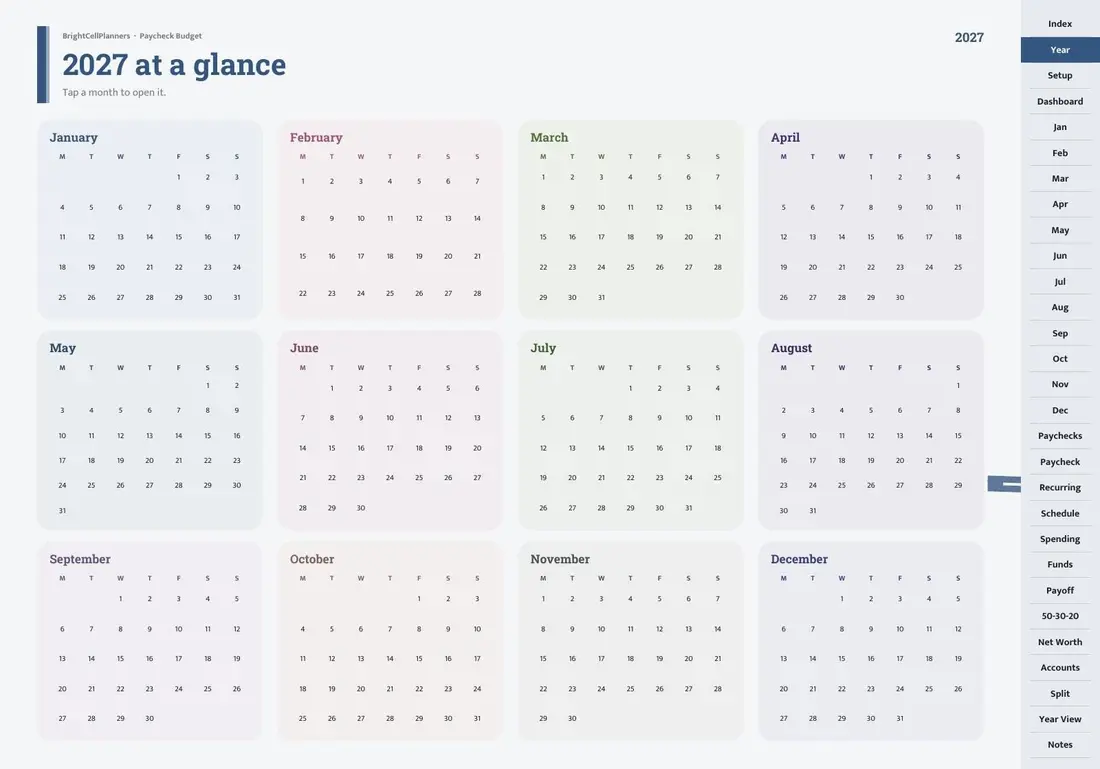 BrightCellPlanners · Paycheck Budget
2027
2027 at a glance
Tap a month to open it.
January
M T W T F S S
1 2 3
4 5 6 7 8 9 10
11 12 13 14 15 16 17
18 19 20 21 22 23 24
25 26 27 28 29 30 31
February
M T W T F S S
1 2 3 4 5 6 7
8 9 10 11 12 13 14
15 16 17 18 19 20 21
22 23 24 25 26 27 28
March
M T W T F S S
1 2 3 4 5 6 7
8 9 10 11 12 13 14
15 16 17 18 19 20 21
22 23 24 25 26 27 28
29 30 31
April
M T W T F S S
1 2 3 4
5 6 7 8 9 10 11
12 13 14 15 16 17 18
19 20 21 22 23 24 25
26 27 28 29 30
May
M T W T F S S
1 2
3 4 5 6 7 8 9
10 11 12 13 14 15 16
17 18 19 20 21 22 23
24 25 26 27 28 29 30
31
June
M T W T F S S
1 2 3 4 5 6
7 8 9 10 11 12 13
14 15 16 17 18 19 20
21 22 23 24 25 26 27
28 29 30
July
M T W T F S S
1 2 3 4
5 6 7 8 9 10 11
12 13 14 15 16 17 18
19 20 21 22 23 24 25
26 27 28 29 30 31
August
M T W T F S S
1
2 3 4 5 6 7 8
9 10 11 12 13 14 15
16 17 18 19 20 21 22
23 24 25 26 27 28 29
30 31
September
M T W T F S S
1 2 3 4 5
6 7 8 9 10 11 12
13 14 15 16 17 18 19
20 21 22 23 24 25 26
27 28 29 30
October
M T W T F S S
1 2 3
4 5 6 7 8 9 10
11 12 13 14 15 16 17
18 19 20 21 22 23 24
25 26 27 28 29 30 31
November
M T W T F S S
1 2 3 4 5 6 7
8 9 10 11 12 13 14
15 16 17 18 19 20 21
22 23 24 25 26 27 28
29 30
December
M T W T F S S
1 2 3 4 5
6 7 8 9 10 11 12
13 14 15 16 17 18 19
20 21 22 23 24 25 26
27 28 29 30 31
Index
Year
Setup
Dashboard
Jan
Feb
Mar
Apr
May
Jun
Jul
Aug
Sep
Oct
Nov
Dec
Paychecks
Paycheck
Recurring
Schedule
Spending
Funds
Payoff
50-30-20
Net Worth
Accounts
Split
Year View
Notes